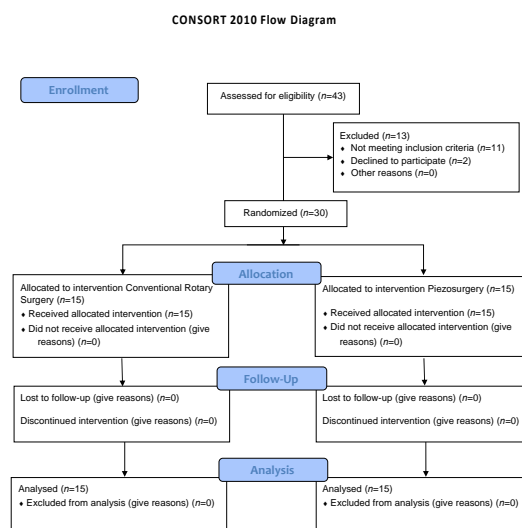 CONSORT 2010 Flow Diagram
Enrollment
Assessed for eligibility (n=43)
Excluded (n=13)
♦ Not meeting inclusion criteria (n=11)
♦ Declined to participate (n=2)
♦ Other reasons (n=0)
Randomized (n=30)
Allocation
Allocated to intervention Conventional Rotary
Surgery (n=15)
♦ Received allocated intervention (n=15)
♦ Did not receive allocated intervention (give
reasons) (n=0)
Allocated to intervention Piezosurgery (n=15)
♦ Received allocated intervention (n=15)
♦ Did not receive allocated intervention (give
reasons) (n=0)
Follow-Up
Lost to follow-up (give reasons) (n=0)
Discontinued intervention (give reasons) (n=0)
Lost to follow-up (give reasons) (n=0)
Discontinued intervention (give reasons) (n=0)
Analysis
Analysed (n=15)
♦ Excluded from analysis (give reasons) (n=0)
Analysed (n=15)
♦ Excluded from analysis (give reasons) (n=0)